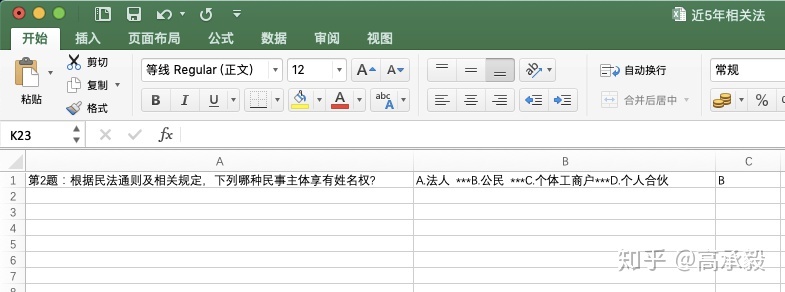 近5年相关法
开始 插入 页面布局 公式 数据 审阅 视图
剪切
复制
格式
粘贴
等线 Regular (正文) 12 A A
B I U A abc A
自动换行
合并后居中
常规
%
K23 fx
A B C
1 第2题：根据民法通则及相关规定，下列哪种民事主体享有姓名权? A.法人 ***B.公民 ***C.个体工商户***D.个人合伙 B
2
3
4
5
6
7
知乎 @高承毅